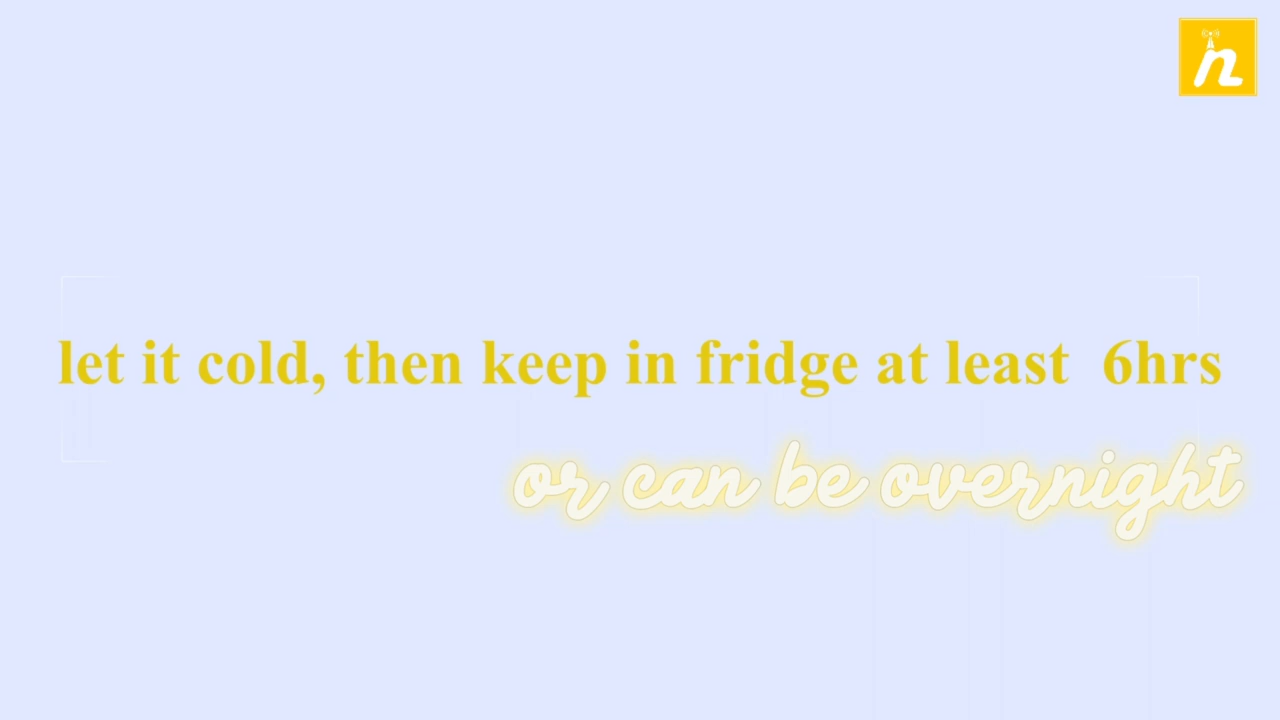 n
let it cold, then keep in fridge at least 6hrs
or can be overnight